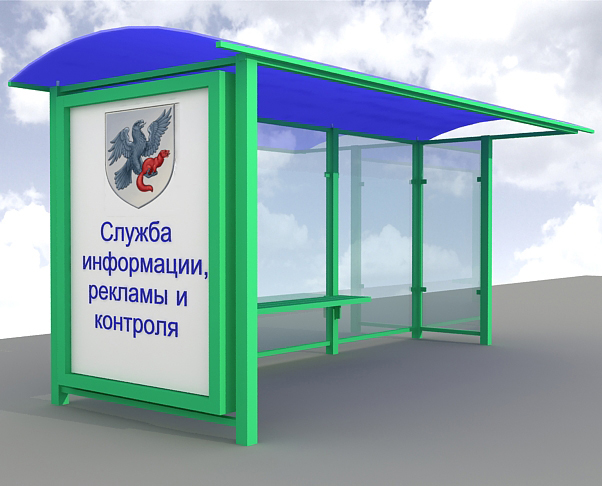 Служба
информации,
рекламы и
контроля